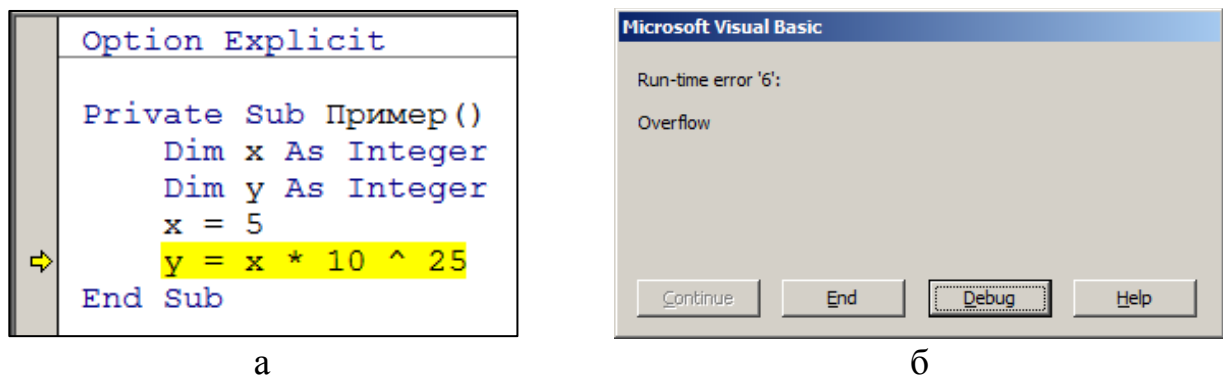 Option Explicit
Private Sub Пример()
Dim x As Integer
Dim y As Integer
x = 5
y = x * 10 ^ 25
End Sub
а
Microsoft Visual Basic
Run-time error '6':
Overflow
Continue
End
Debug
Help
б